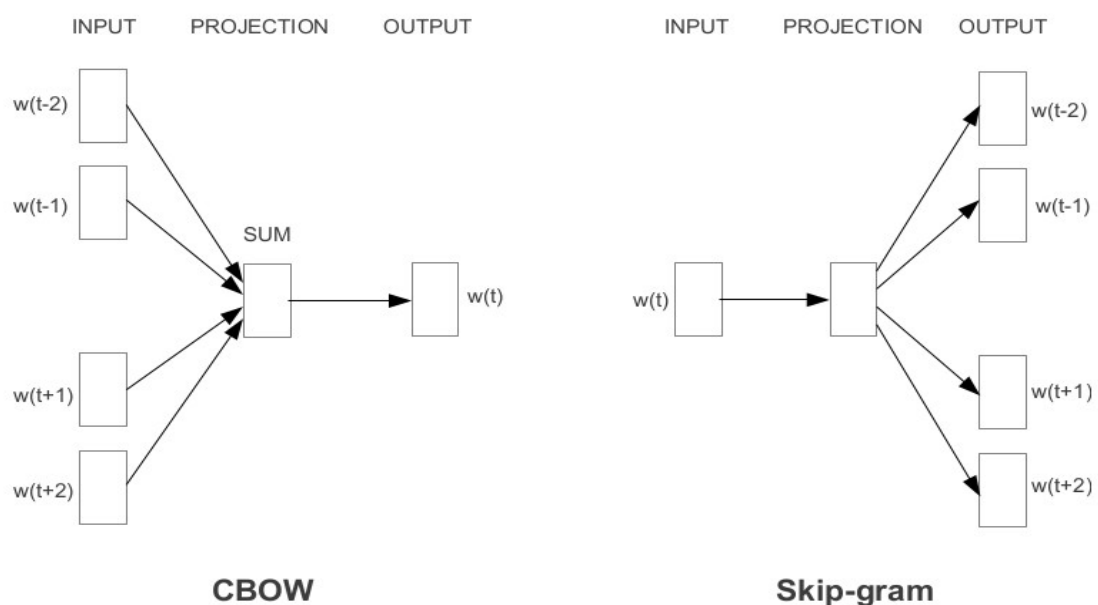 INPUT PROJECTION OUTPUT
w(t-2)
w(t-1)
SUM
w(t)
w(t+1)
w(t+2)
CBOW
INPUT PROJECTION OUTPUT
w(t-2)
w(t-1)
w(t)
w(t+1)
w(t+2)
Skip-gram